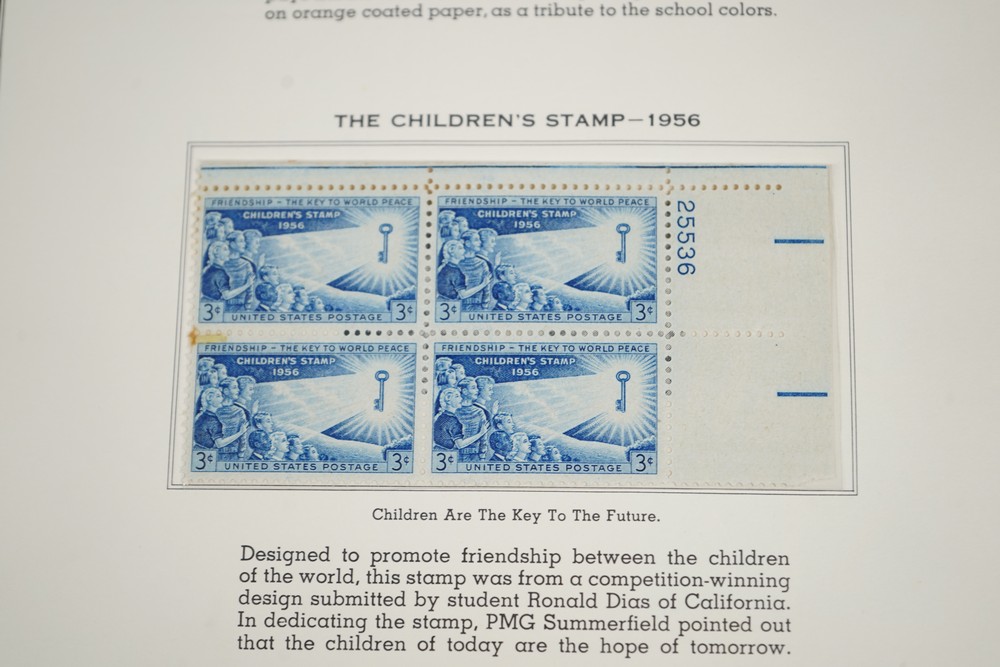 on orange coated paper, as a tribute to the school colors.
THE CHILDREN'S STAMP—1956
FRIENDSHIP - THE KEY TO WORLD PEACE
CHILDREN'S STAMP
1956
3¢ UNITED STATES POSTAGE 3¢
FRIENDSHIP - THE KEY TO WORLD PEACE
CHILDREN'S STAMP
1956
3¢ UNITED STATES POSTAGE 3¢
25536
FRIENDSHIP - THE KEY TO WORLD PEACE
CHILDREN'S STAMP
1956
3¢ UNITED STATES POSTAGE 3¢
FRIENDSHIP - THE KEY TO WORLD PEACE
CHILDREN'S STAMP
1956
3¢ UNITED STATES POSTAGE 3¢
Children Are The Key To The Future.
Designed to promote friendship between the children
of the world, this stamp was from a competition-winning
design submitted by student Ronald Dias of California.
In dedicating the stamp, PMG Summerfield pointed out
that the children of today are the hope of tomorrow.